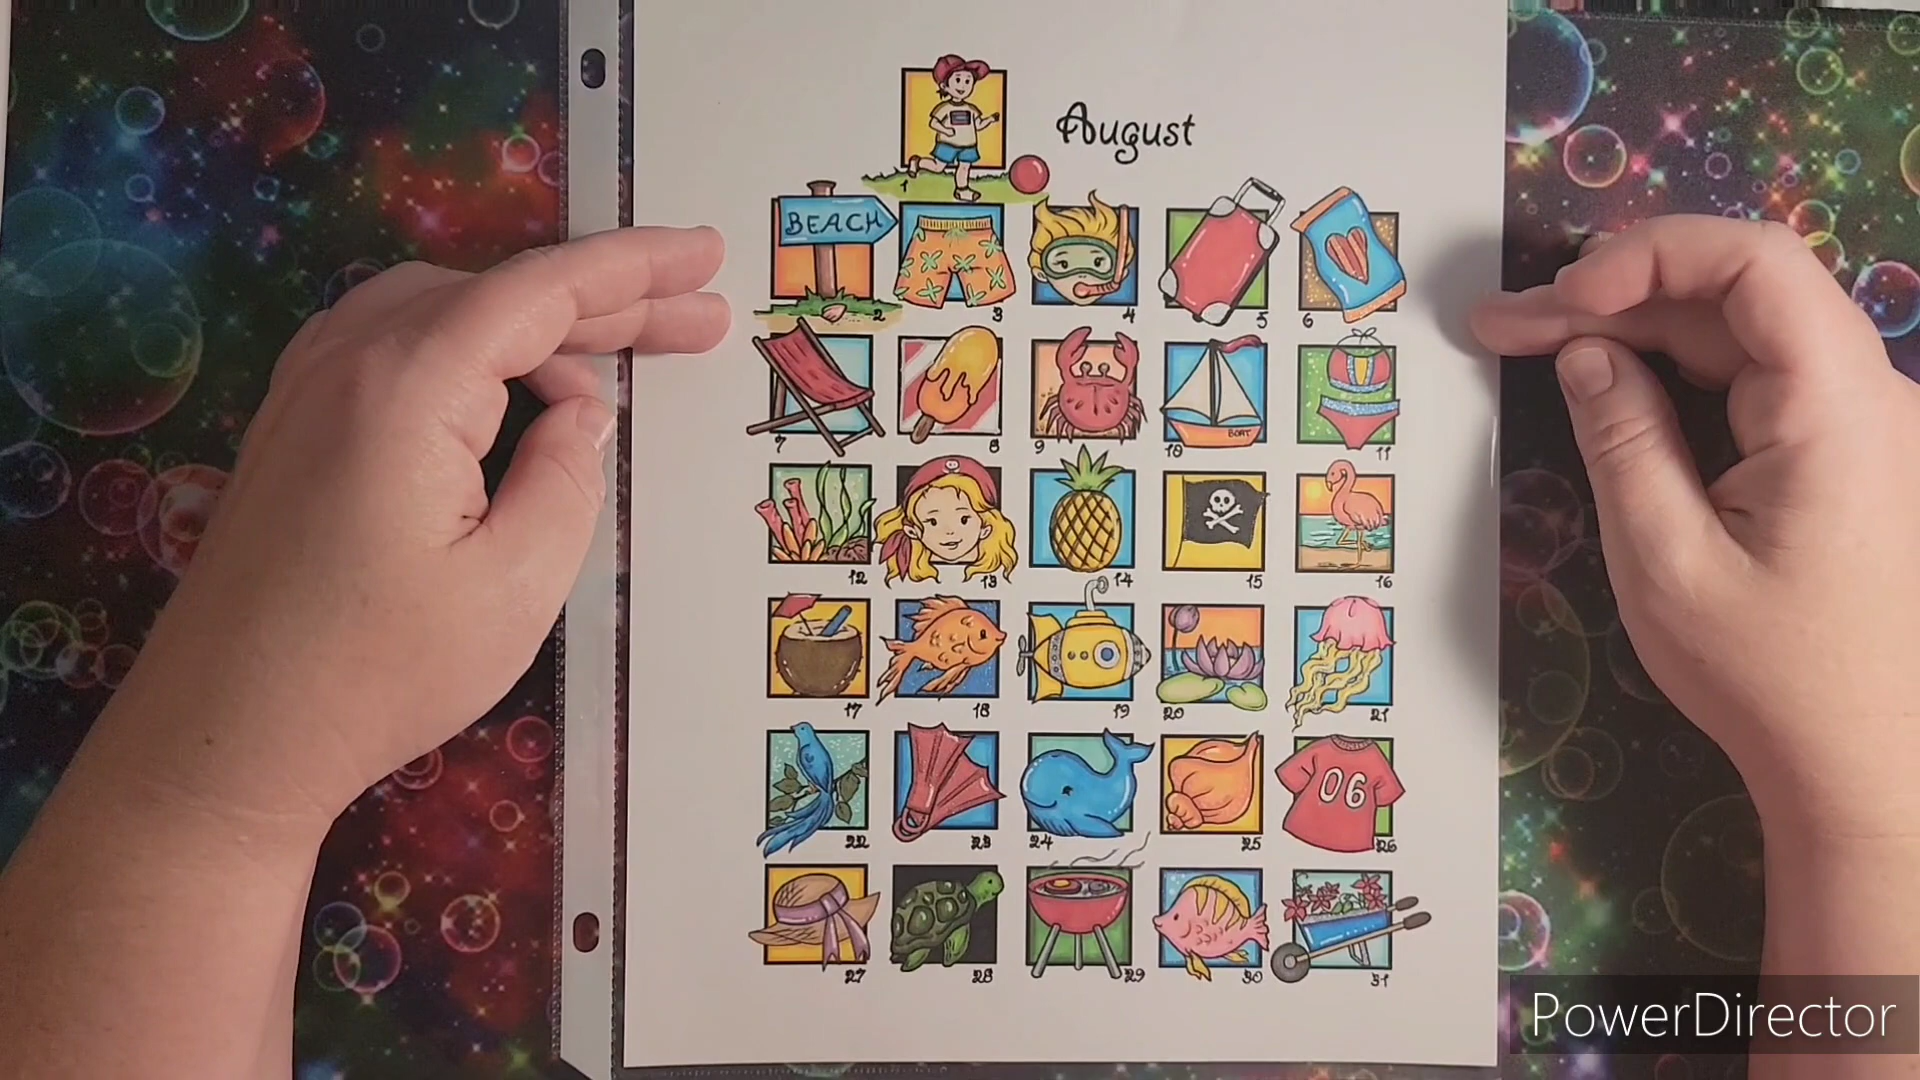 August
1
BEACH
2 3 4 5 6
BOAT
7 8 9 10 11
12 13 14 15 16
17 18 19 20 21
06
22 23 24 25 26
27 28 29 30 31
PowerDirector